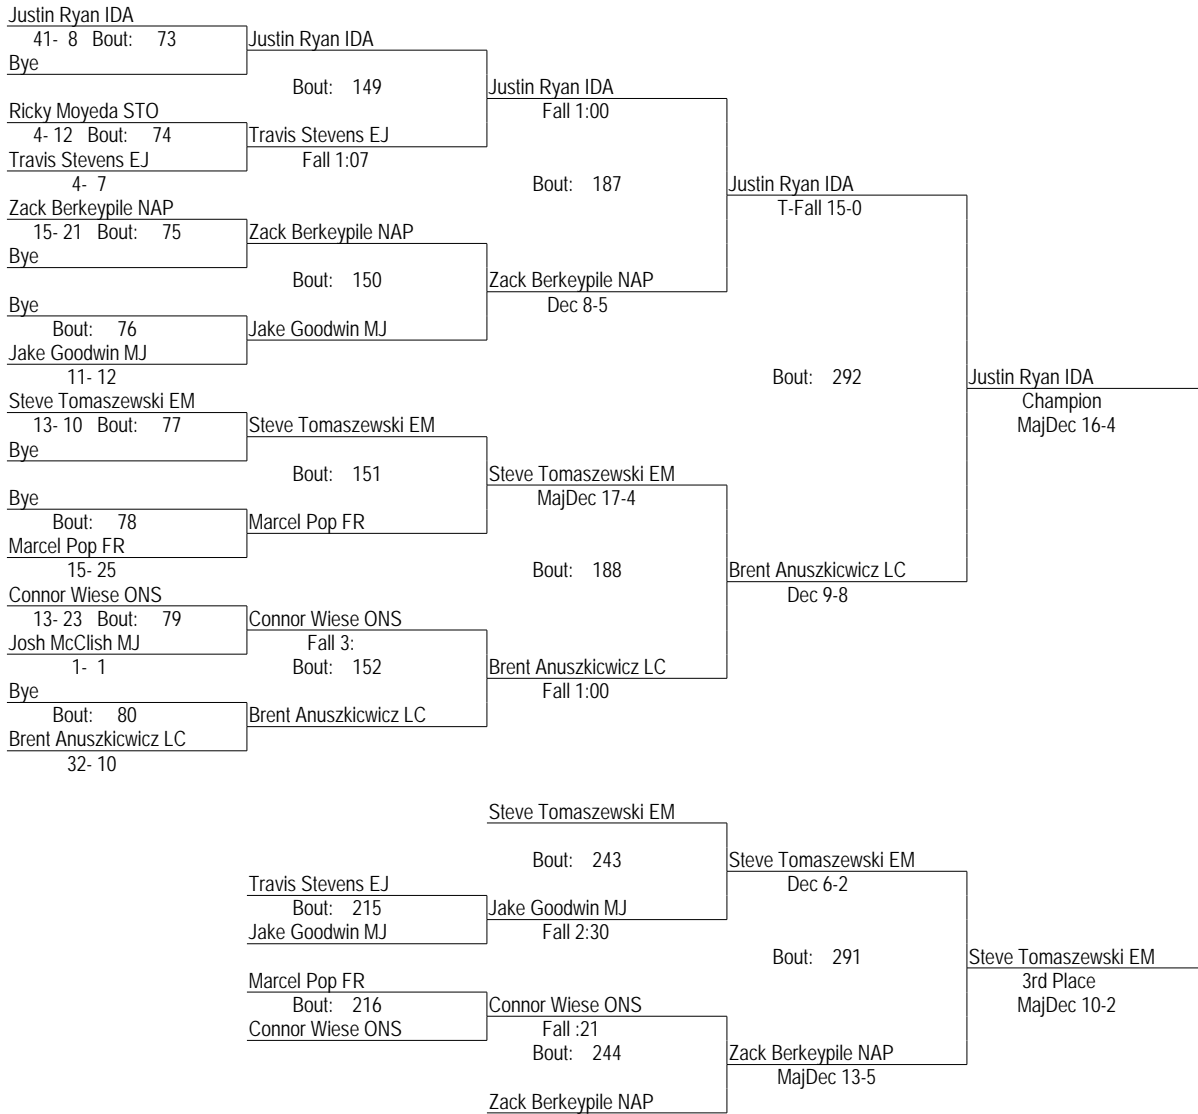 Justin Ryan IDA
41- 8 Bout: 73
Justin Ryan IDA
Bye
Bout: 149
Justin Ryan IDA
Fall 1:00
Ricky Moyeda STO
4- 12 Bout: 74
Travis Stevens EJ
Travis Stevens EJ
Fall 1:07
4- 7
Bout: 187
Justin Ryan IDA
T-Fall 15-0
Zack Berkeypile NAP
15- 21 Bout: 75
Zack Berkeypile NAP
Bye
Bout: 150
Zack Berkeypile NAP
Dec 8-5
Bye
Bout: 76
Jake Goodwin MJ
Jake Goodwin MJ
11- 12
Bout: 292
Justin Ryan IDA
Champion
MajDec 16-4
Steve Tomaszewski EM
13- 10 Bout: 77
Steve Tomaszewski EM
Bye
Bout: 151
Steve Tomaszewski EM
MajDec 17-4
Bye
Bout: 78
Marcel Pop FR
Marcel Pop FR
15- 25
Bout: 188
Brent Anuszkicwicz LC
Dec 9-8
Connor Wiese ONS
13- 23 Bout: 79
Connor Wiese ONS
Josh McClish MJ
Fall 3:
1- 1
Bout: 152
Brent Anuszkicwicz LC
Fall 1:00
Bye
Bout: 80
Brent Anuszkicwicz LC
Brent Anuszkicwicz LC
32- 10
Steve Tomaszewski EM
Bout: 243
Steve Tomaszewski EM
Dec 6-2
Travis Stevens EJ
Bout: 215
Jake Goodwin MJ
Jake Goodwin MJ
Fall 2:30
Bout: 291
Steve Tomaszewski EM
3rd Place
MajDec 10-2
Marcel Pop FR
Bout: 216
Connor Wiese ONS
Connor Wiese ONS
Fall :21
Bout: 244
Zack Berkeypile NAP
MajDec 13-5
Zack Berkeypile NAP